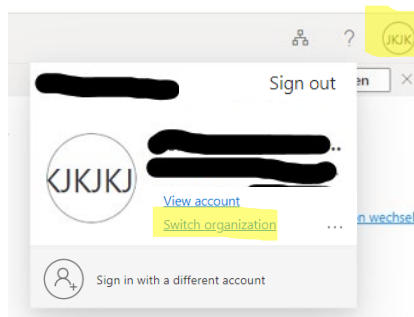 ?
JKJK
Sign out
en
KJKJKJ
..
View account
Switch organization
...
n wechsel
Sign in with a different account